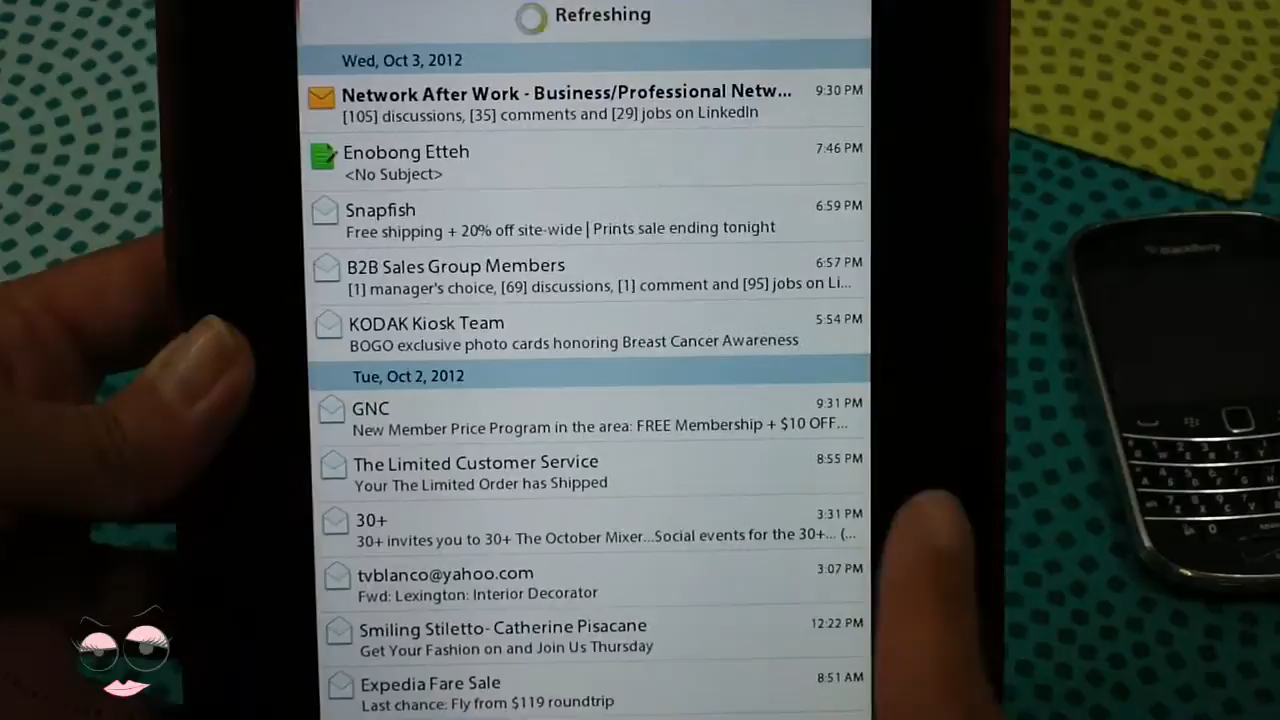 Refreshing
Wed, Oct 3, 2012
Network After Work - Business/Professional Netw... 9:30 PM
[105] discussions, [35] comments and [29] jobs on LinkedIn
Enobong Etteh 7:46 PM
<No Subject>
Snapfish 6:59 PM
Free shipping + 20% off site-wide | Prints sale ending tonight
B2B Sales Group Members 6:57 PM
[1] manager's choice, [69] discussions, [1] comment and [95] jobs on Li...
KODAK Kiosk Team 5:54 PM
BOGO exclusive photo cards honoring Breast Cancer Awareness
Tue, Oct 2, 2012
GNC 9:31 PM
New Member Price Program in the area: FREE Membership + $10 OFF...
The Limited Customer Service 8:55 PM
Your The Limited Order has Shipped
30+ 3:31 PM
30+ invites you to 30+ The October Mixer...Social events for the 30+... (...
tvblanco@yahoo.com 3:07 PM
Fwd: Lexington: Interior Decorator
Smiling Stiletto- Catherine Pisacane 12:22 PM
Get Your Fashion on and Join Us Thursday
Expedia Fare Sale 8:51 AM
Last chance: Fly from $119 roundtrip
BlackBerry